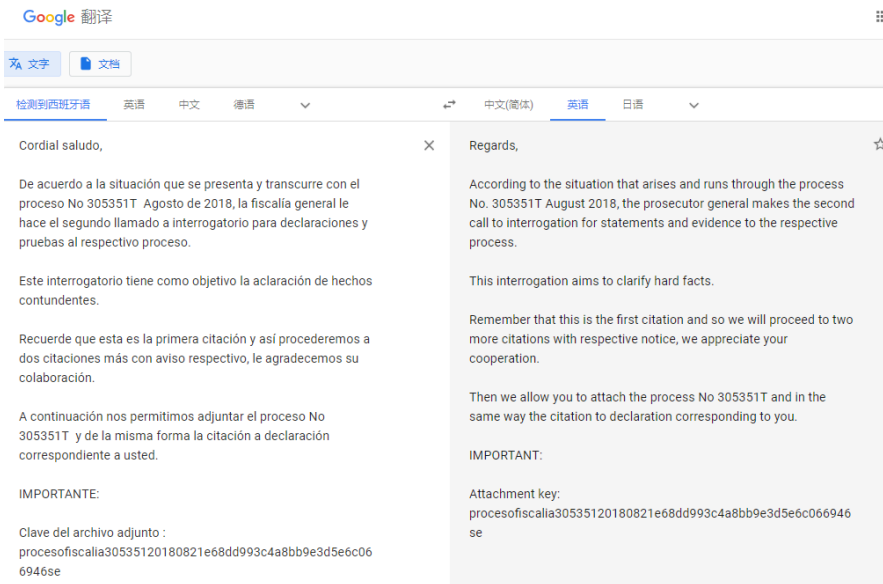 Google 翻译
文字 文档
检测到西班牙语 英语 中文 德语 中文(简体) 英语 日语
Cordial saludo,
De acuerdo a la situación que se presenta y transcurre con el
proceso No 305351T Agosto de 2018, la fiscalía general le
hace el segundo llamado a interrogatorio para declaraciones y
pruebas al respectivo proceso.
Este interrogatorio tiene como objetivo la aclaración de hechos
contundentes.
Recuerde que esta es la primera citación y así procederemos a
dos citaciones más con aviso respectivo, le agradecemos su
colaboración.
A continuación nos permitimos adjuntar el proceso No
305351T y de la misma forma la citación a declaración
correspondiente a usted.
IMPORTANTE:
Clave del archivo adjunto :
procesofiscalia30535120180821e68dd993c4a8bb9e3d5e6c06
6946se
Regards,
According to the situation that arises and runs through the process
No. 305351T August 2018, the prosecutor general makes the second
call to interrogation for statements and evidence to the respective
process.
This interrogation aims to clarify hard facts.
Remember that this is the first citation and so we will proceed to two
more citations with respective notice, we appreciate your
cooperation.
Then we allow you to attach the process No 305351T and in the
same way the citation to declaration corresponding to you.
IMPORTANT:
Attachment key:
procesofiscalia30535120180821e68dd993c4a8bb9e3d5e6c066946
se